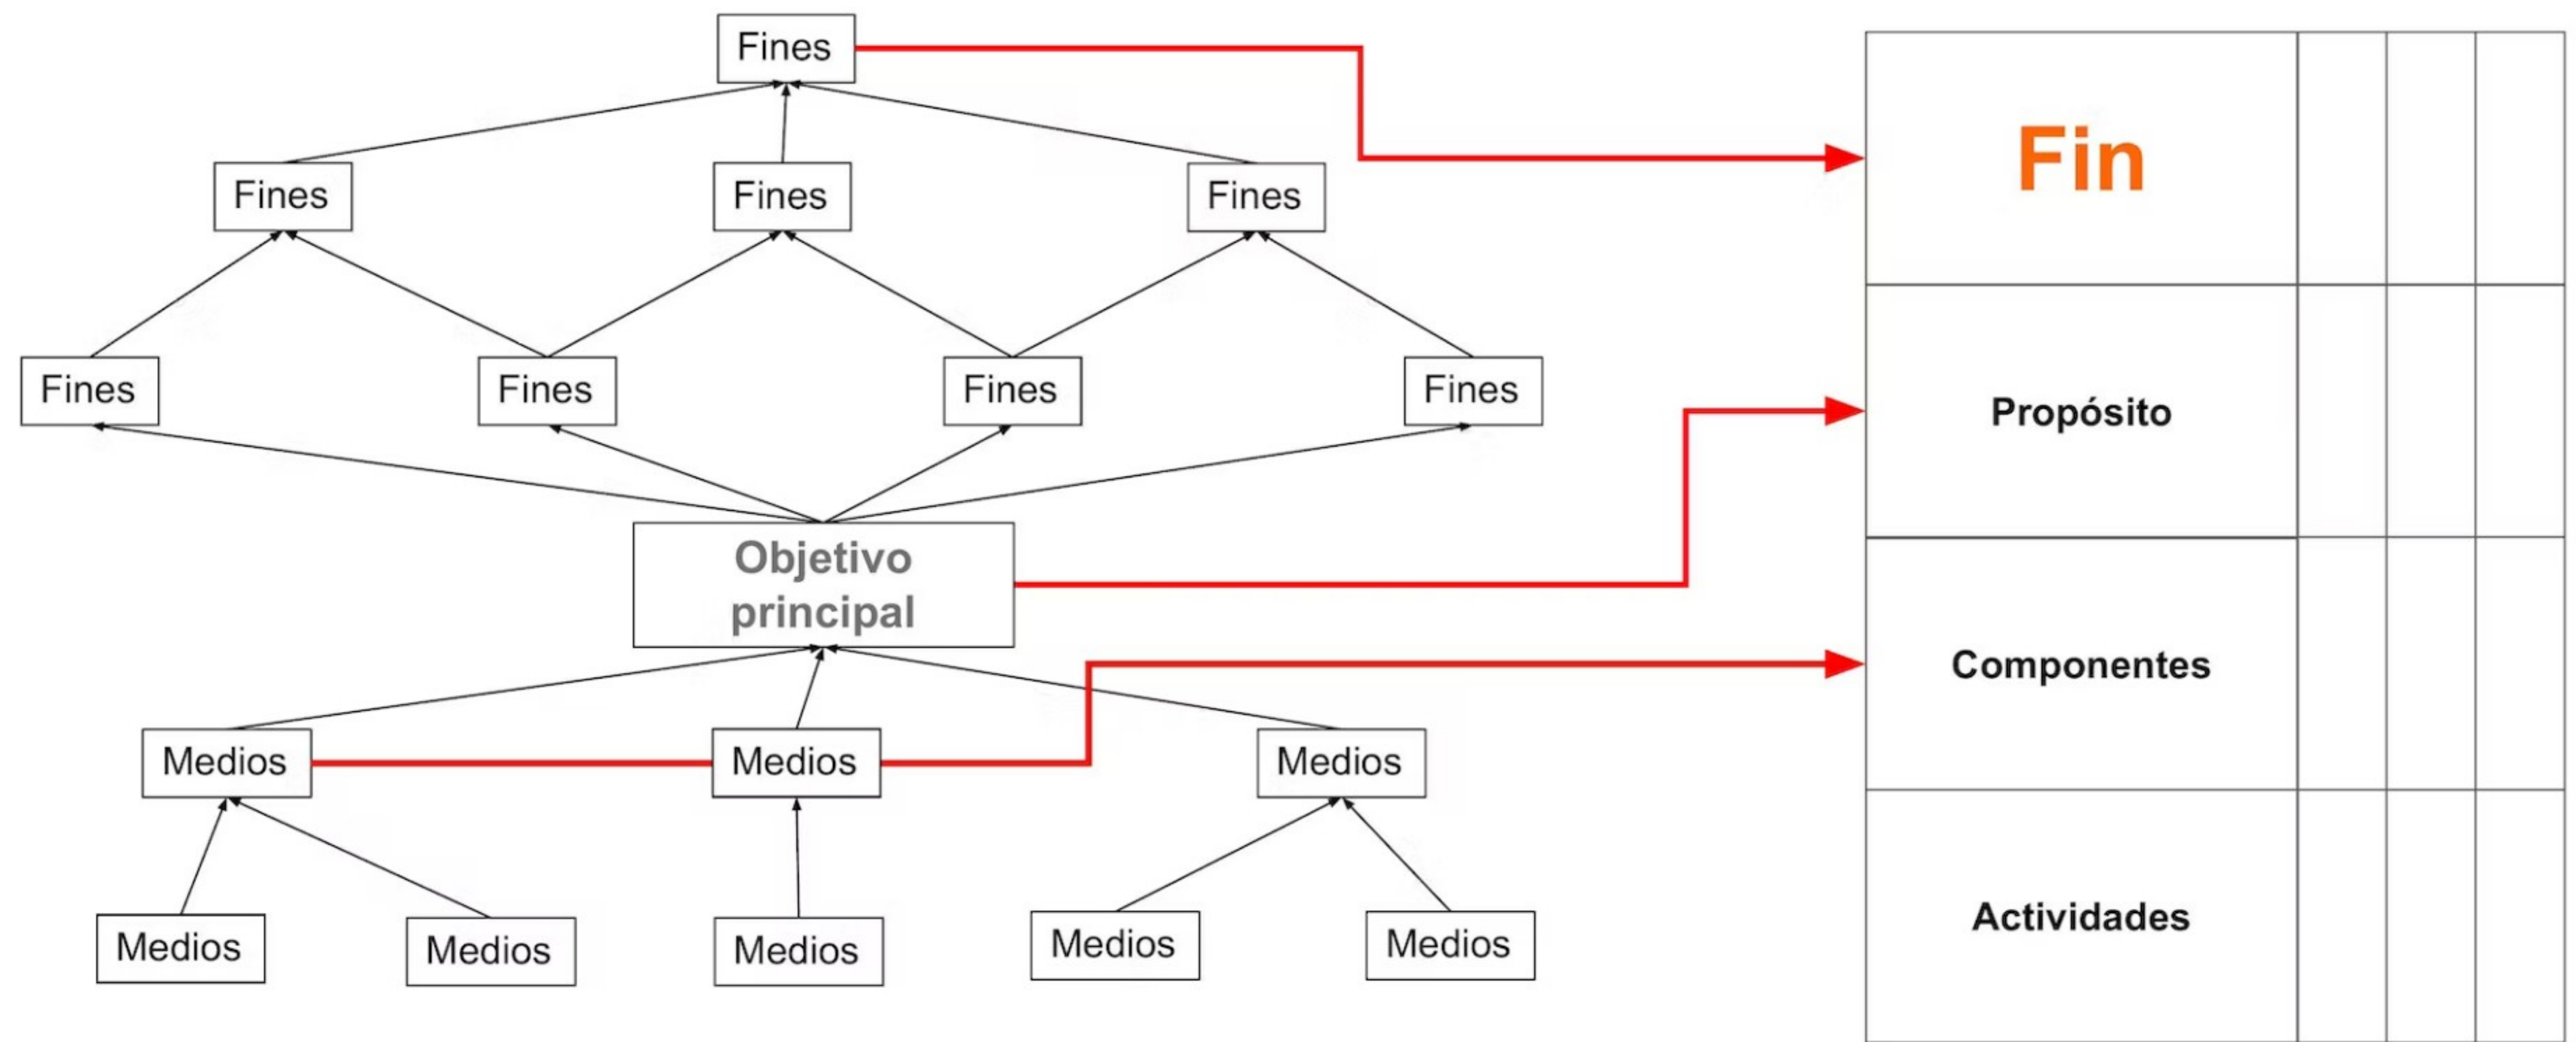 Fines
Fines
Fines
Fines
Fines
Fines
Fines
Fines
Objetivo
principal
Medios
Medios
Medios
Medios
Medios
Medios
Medios
Medios
Fin
Propósito
Componentes
Actividades